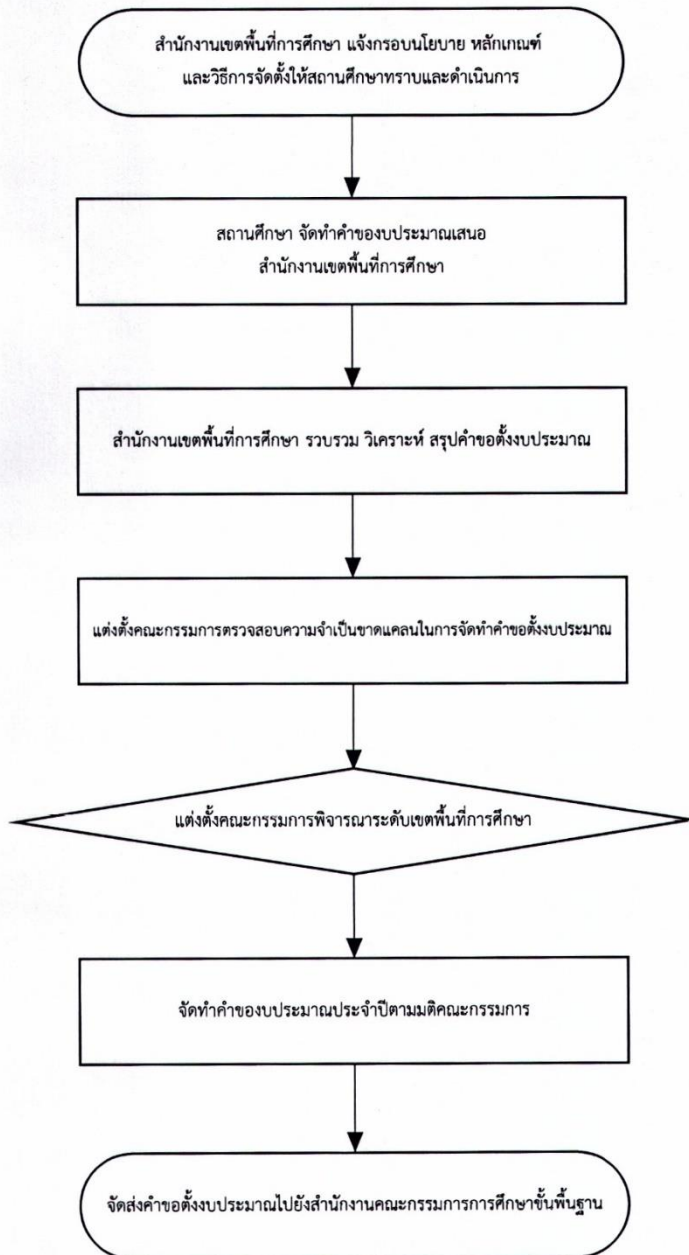 สำนักงานเขตพื้นที่การศึกษา แจ้งกรอบนโยบาย หลักเกณฑ์
และวิธีการจัดตั้งให้สถานศึกษาทราบและดำเนินการ
สถานศึกษา จัดทำคำของบประมาณเสนอ
สำนักงานเขตพื้นที่การศึกษา
สำนักงานเขตพื้นที่การศึกษา รวบรวม วิเคราะห์ สรุปคำขอตั้งงบประมาณ
แต่งตั้งคณะกรรมการตรวจสอบความจำเป็นขาดแคลนในการจัดทำคำขอตั้งงบประมาณ
แต่งตั้งคณะกรรมการพิจารณาระดับเขตพื้นที่การศึกษา
จัดทำคำของบประมาณประจำปีตามมติคณะกรรมการ
จัดส่งคำขอตั้งงบประมาณไปยังสำนักงานคณะกรรมการการศึกษาขั้นพื้นฐาน